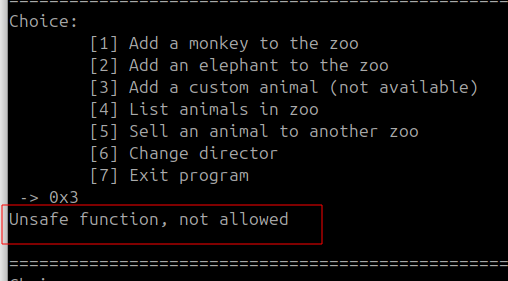 ================================================
Choice:
[1] Add a monkey to the zoo
[2] Add an elephant to the zoo
[3] Add a custom animal (not available)
[4] List animals in zoo
[5] Sell an animal to another zoo
[6] Change director
[7] Exit program
-> 0x3
Unsafe function, not allowed
================================================